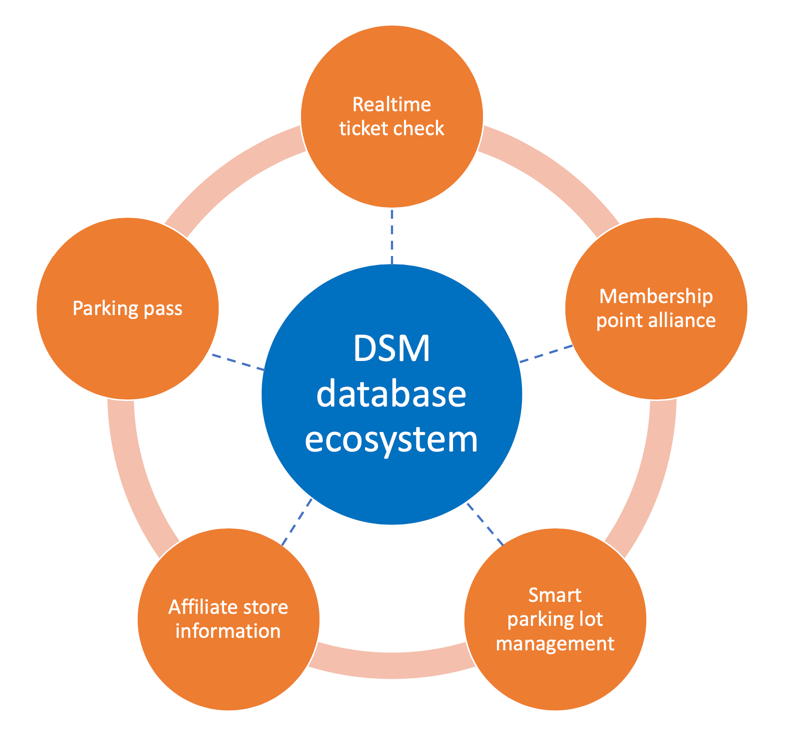 Realtime
ticket check
Membership
point alliance
Smart
parking lot
management
Affiliate store
information
Parking pass
DSM
database
ecosystem